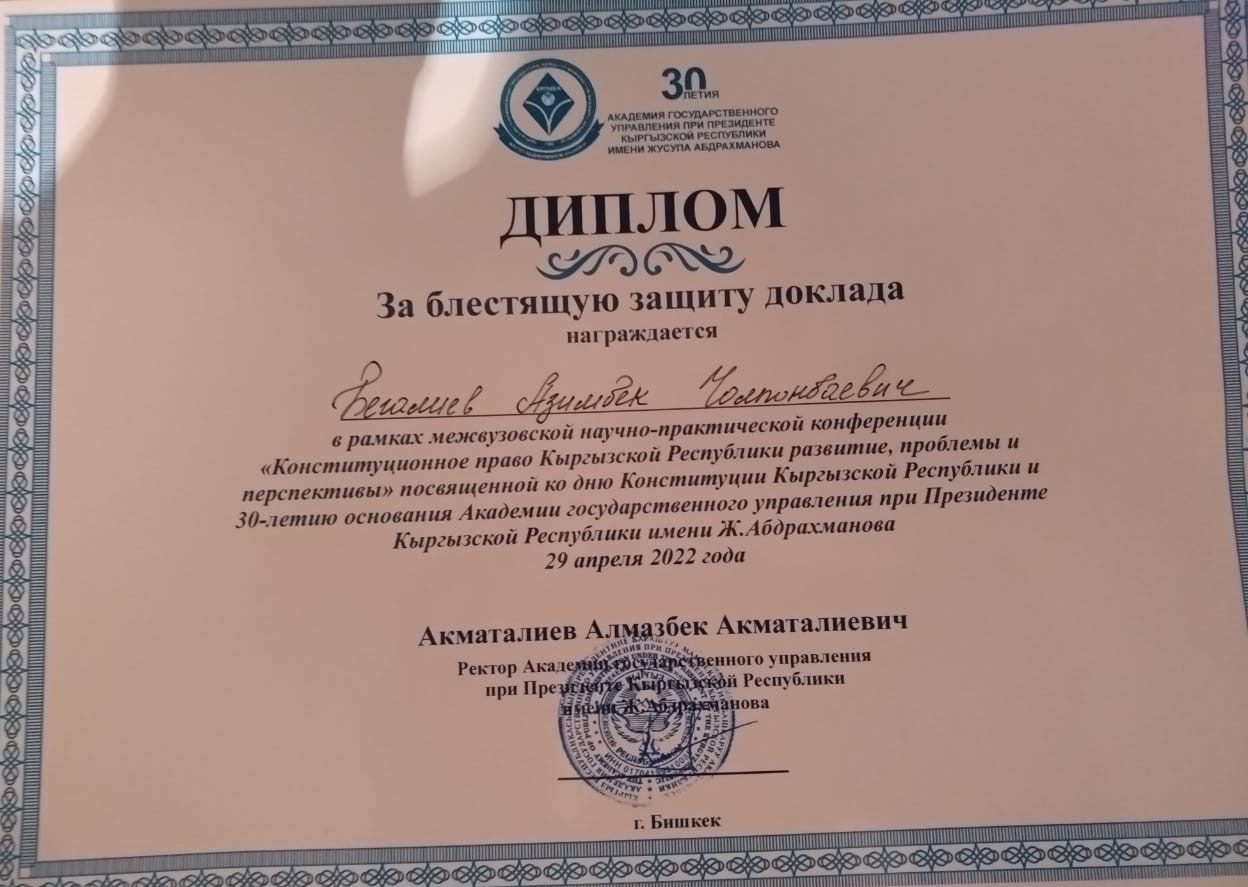 30
ЛЕТИЯ
АКАДЕМИЯ ГОСУДАРСТВЕННОГО
УПРАВЛЕНИЯ ПРИ ПРЕЗИДЕНТЕ
КЫРГЫЗСКОЙ РЕСПУБЛИКИ
ИМЕНИ ЖУСУПА АБДРАХМАНОВА
ДИПЛОМ
За блестящую защиту доклада
награждается
Бегалиев Азимбек Чолпонбаевич
в рамках межвузовской научно-практической конференции
«Конституционное право Кыргызской Республики развитие, проблемы и
перспективы» посвященной ко дню Конституции Кыргызской Республики и
30-летию основания Академии государственного управления при Президенте
Кыргызской Республики имени Ж.Абдрахманова
29 апреля 2022 года
Акматалиев Алмазбек Акматалиевич
Ректор Академии государственного управления
при Президенте Кыргызской Республики
имени Ж.Абдрахманова
г. Бишкек